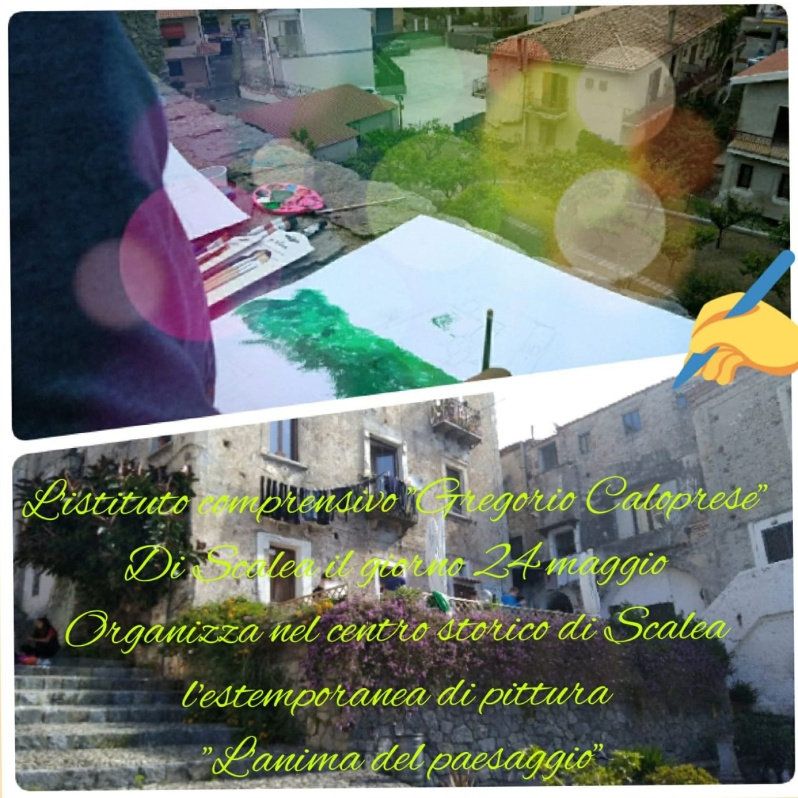 L'istituto comprensivo "Gregorio Caloprese"
Di Scalea il giorno 24 maggio
Organizza nel centro storico di Scalea
l'estemporanea di pittura
"L'anima del paesaggio"